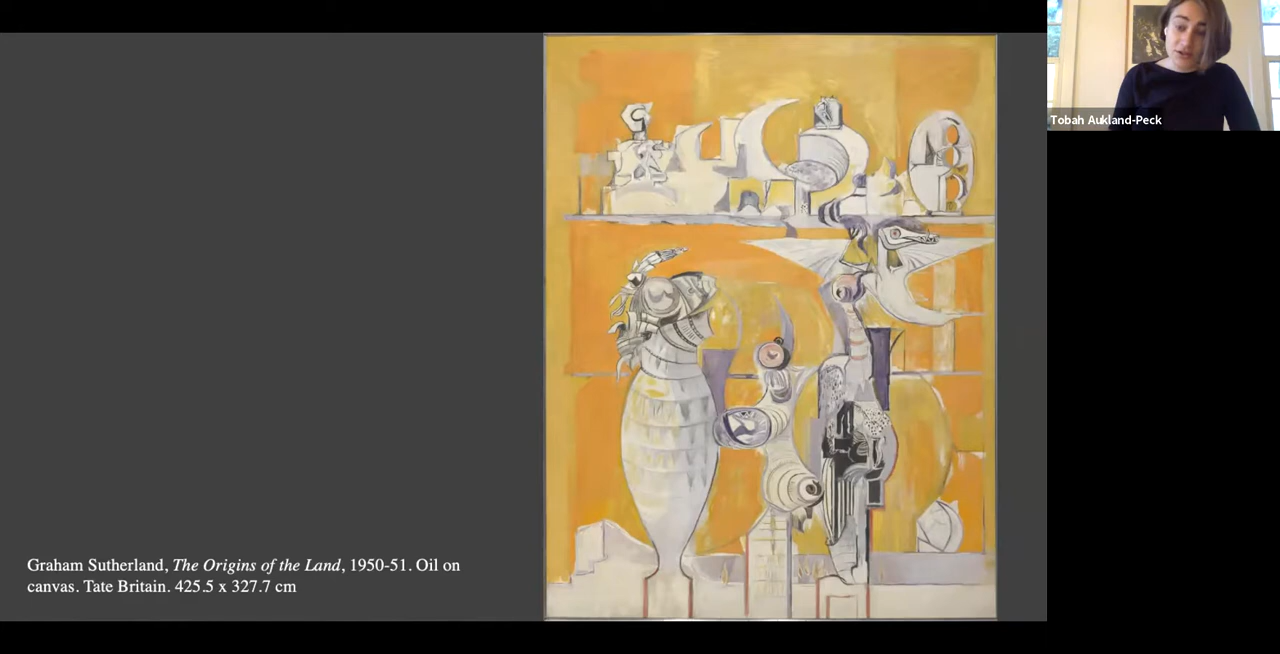 Tobah Aukland-Peck
Graham Sutherland, The Origins of the Land, 1950-51. Oil on
canvas. Tate Britain. 425.5 x 327.7 cm